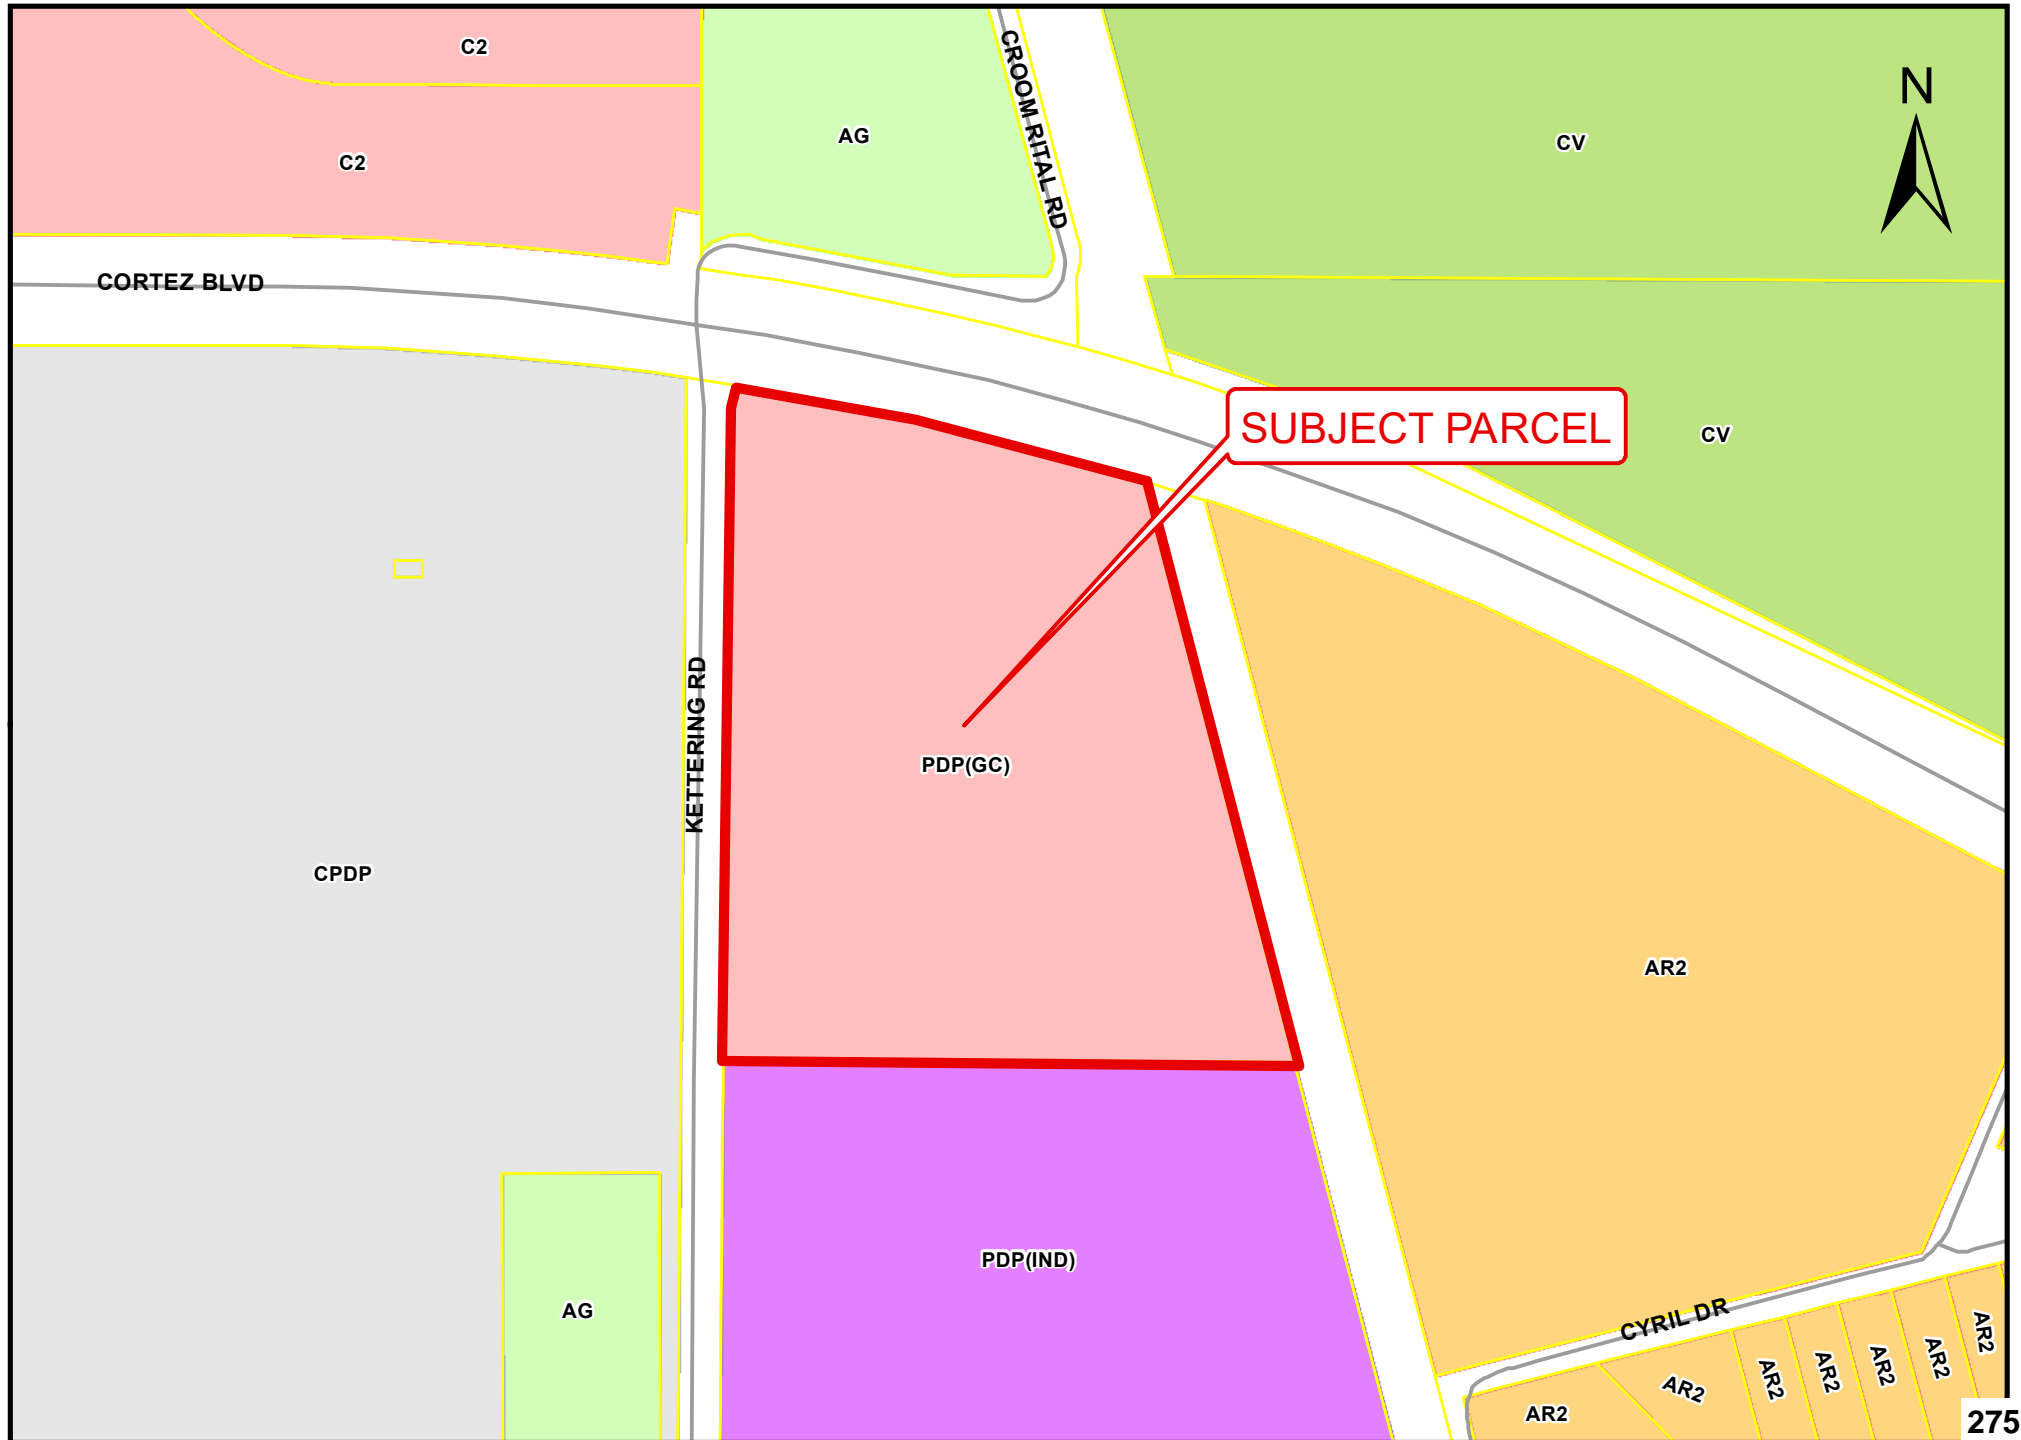 C2
N
C2
AG
CROOM RITAL RD
CV
CORTEZ BLVD
SUBJECT PARCEL
CV
KETTERING RD
PDP(GC)
CPDP
AR2
PDP(IND)
AG
CYRIL DR
AR2
AR2
AR2
AR2
AR2
AR2
AR2
275